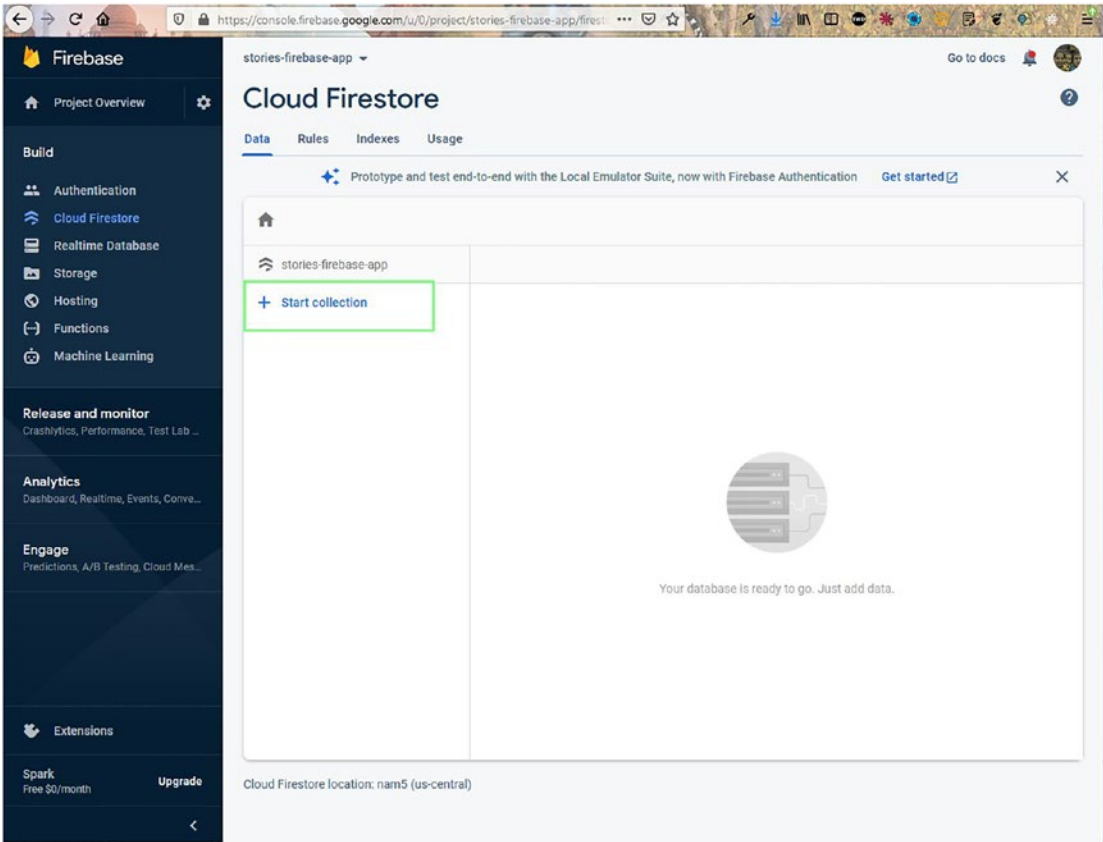 https://console.firebase.google.com/u/0/project/stories-firebase-app/firest
Firebase
Project Overview
Build
Authentication
Cloud Firestore
Realtime Database
Storage
Hosting
Functions
Machine Learning
Release and monitor
Crashlytics, Performance, Test Lab ...
Analytics
Dashboard, Realtime, Events, Conve...
Engage
Predictions, A/B Testing, Cloud Mes...
Extensions
Spark
Free $0/month
Upgrade
stories-firebase-app
Go to docs
Cloud Firestore
Data Rules Indexes Usage
Prototype and test end-to-end with the Local Emulator Suite, now with Firebase Authentication Get started
stories-firebase-app
+ Start collection
Your database is ready to go. Just add data.
Cloud Firestore location: nam5 (us-central)